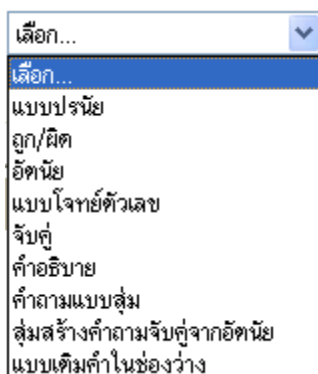 เลือก...
เลือก...
แบบปรนัย
ถูก/ผิด
อัตนัย
แบบโจทย์ตัวเลข
จับคู่
คำอธิบาย
คำถามแบบสุ่ม
สุ่มสร้างคำถามจับคู่จากอัตนัย
แบบเติมคำในช่องว่าง